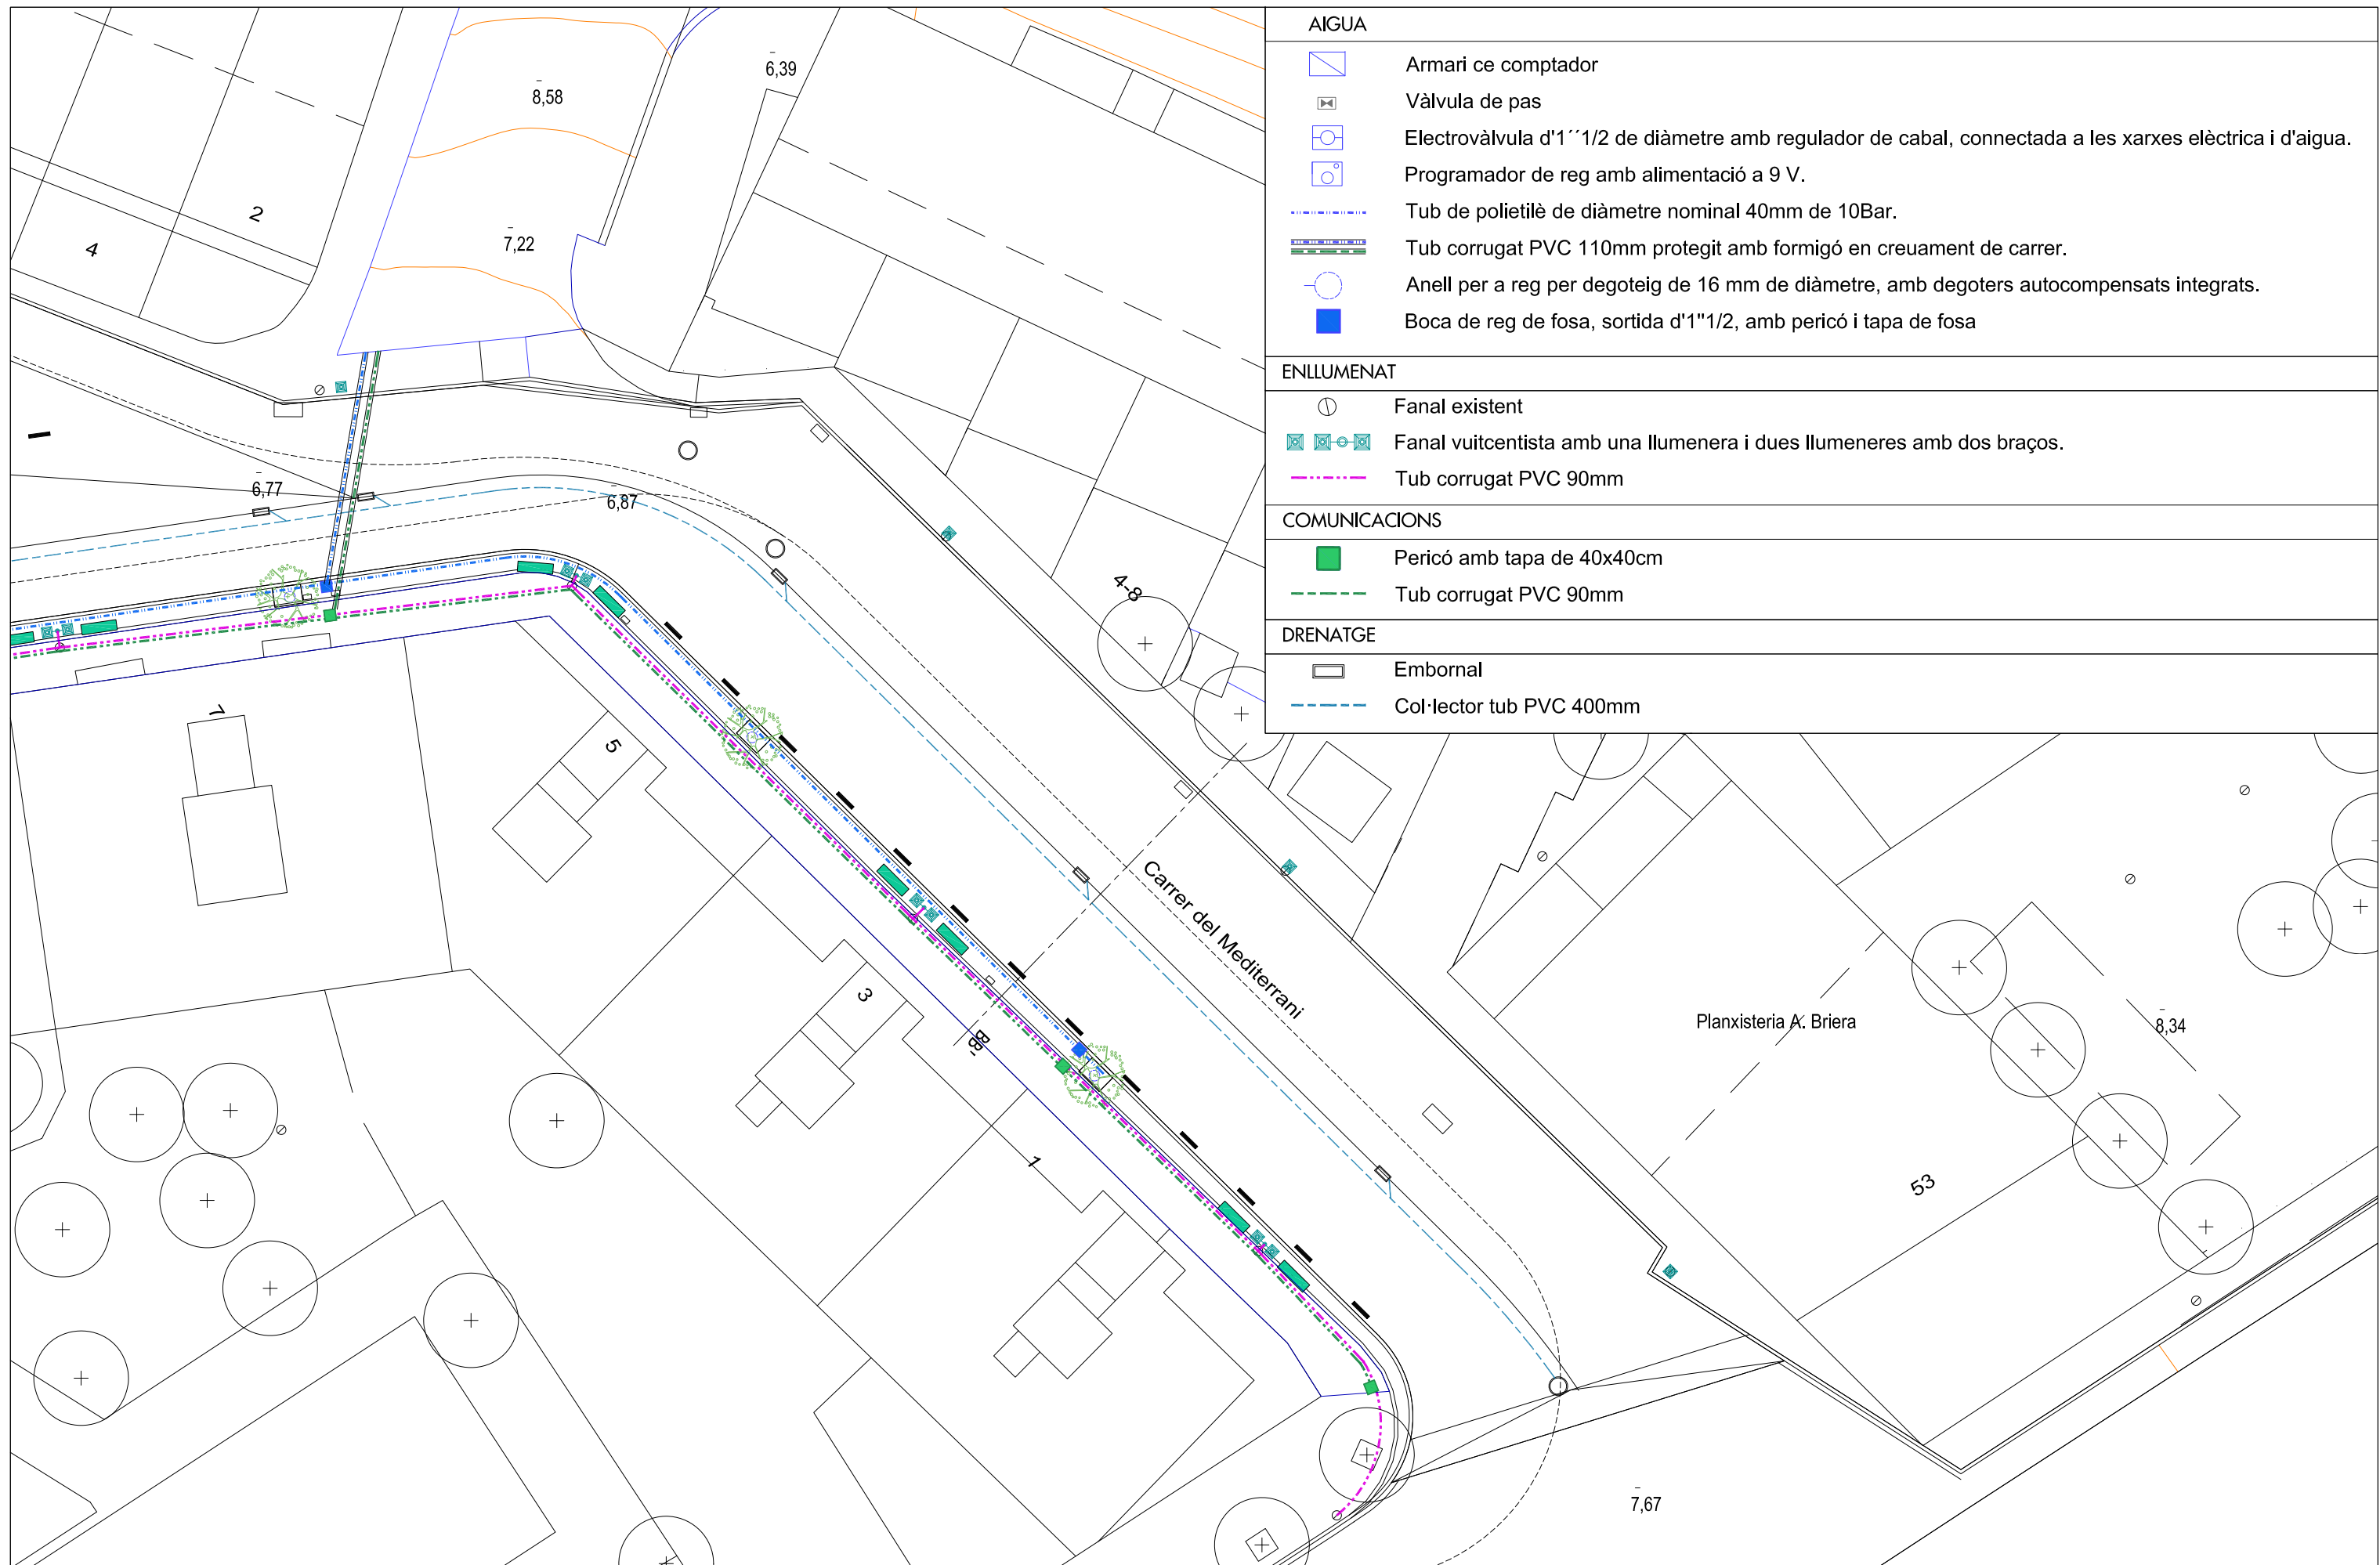 AIGUA
Armari ce comptador
Vàlvula de pas
Electrovàlvula d'1´´1/2 de diàmetre amb regulador de cabal, connectada a les xarxes elèctrica i d'aigua.
Programador de reg amb alimentació a 9 V.
Tub de polietilè de diàmetre nominal 40mm de 10Bar.
Tub corrugat PVC 110mm protegit amb formigó en creuament de carrer.
Anell per a reg per degoteig de 16 mm de diàmetre, amb degoters autocompensats integrats.
Boca de reg de fosa, sortida d'1"1/2, amb pericó i tapa de fosa
ENLLUMENAT
Fanal existent
Fanal vuitcentista amb una llumenera i dues llumeneres amb dos braços.
Tub corrugat PVC 90mm
COMUNICACIONS
Pericó amb tapa de 40x40cm
Tub corrugat PVC 90mm
DRENATGE
Embornal
Col·lector tub PVC 400mm
6,39
8,58
2
4
7,22
6,77
6,87
4-8
7
5
3
1
BB'
Carrer del Mediterrani
Planxisteria A. Briera
8,34
53
7,67